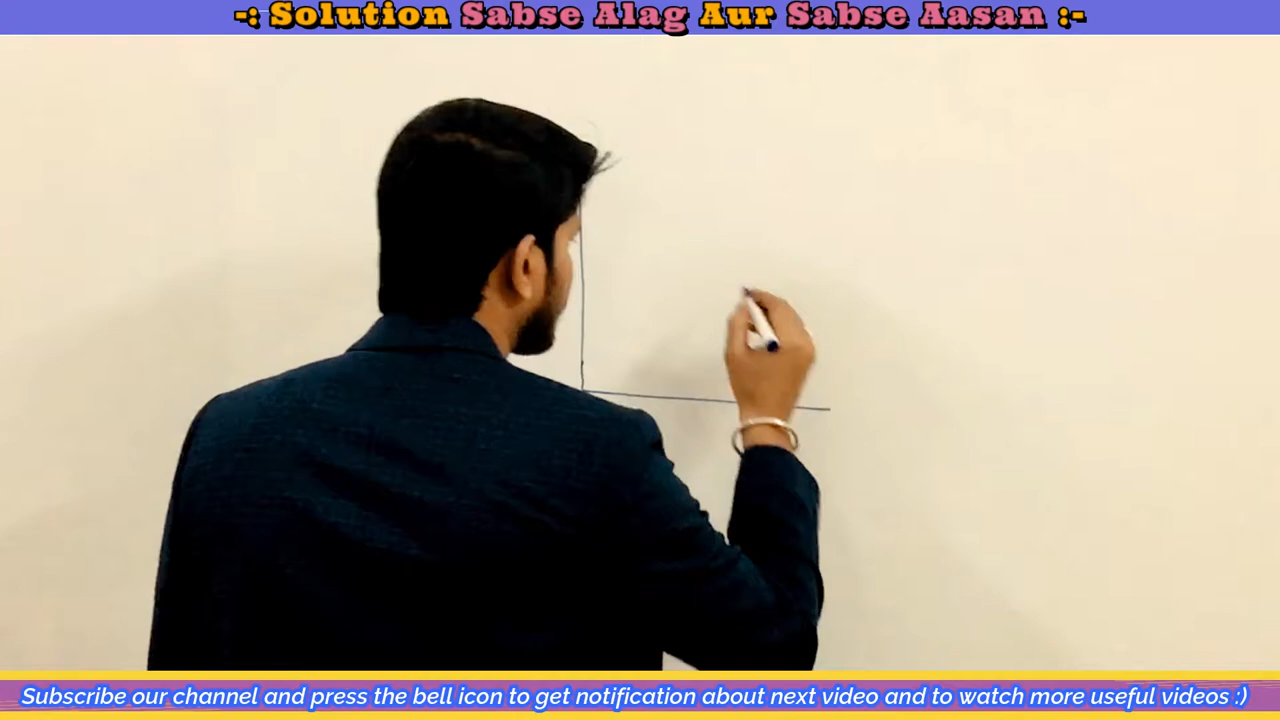 -: Solution Sabse Alag Aur Sabse Aasan :-
Subscribe our channel and press the bell icon to get notification about next video and to watch more useful videos :)